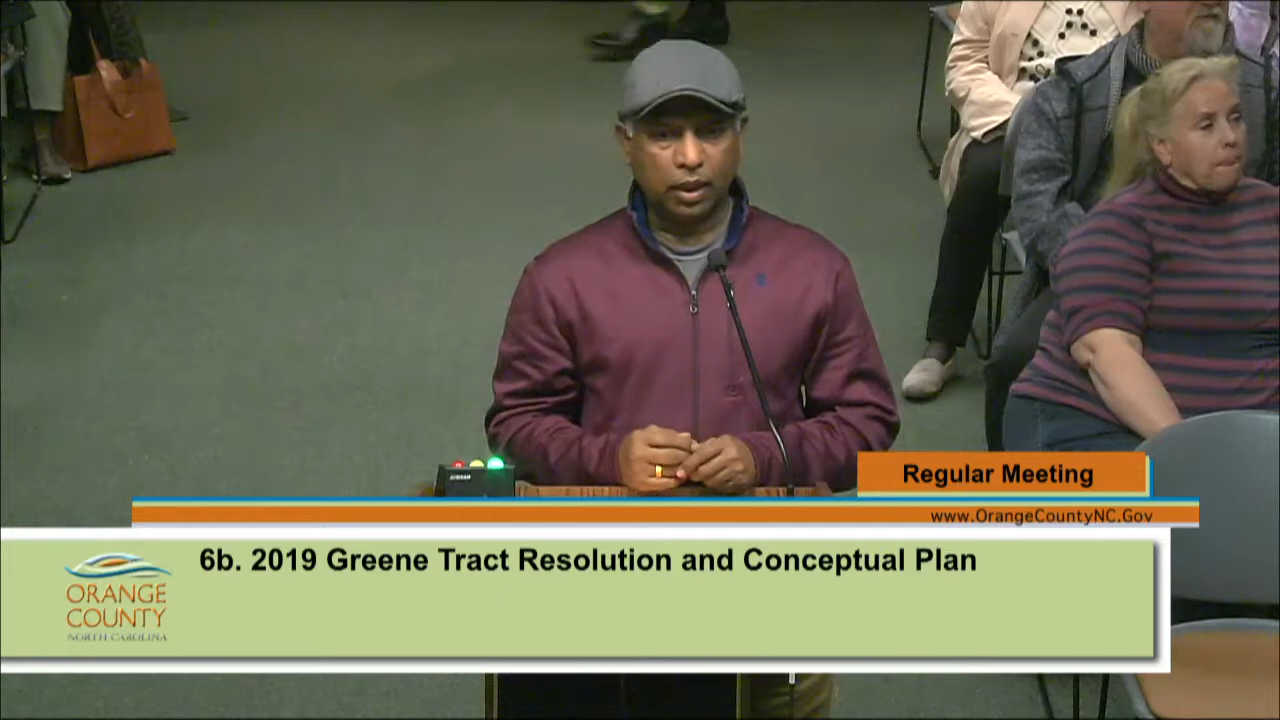 Regular Meeting
www.OrangeCountyNC.Gov
6b. 2019 Greene Tract Resolution and Conceptual Plan
ORANGE
COUNTY
NORTH CAROLINA